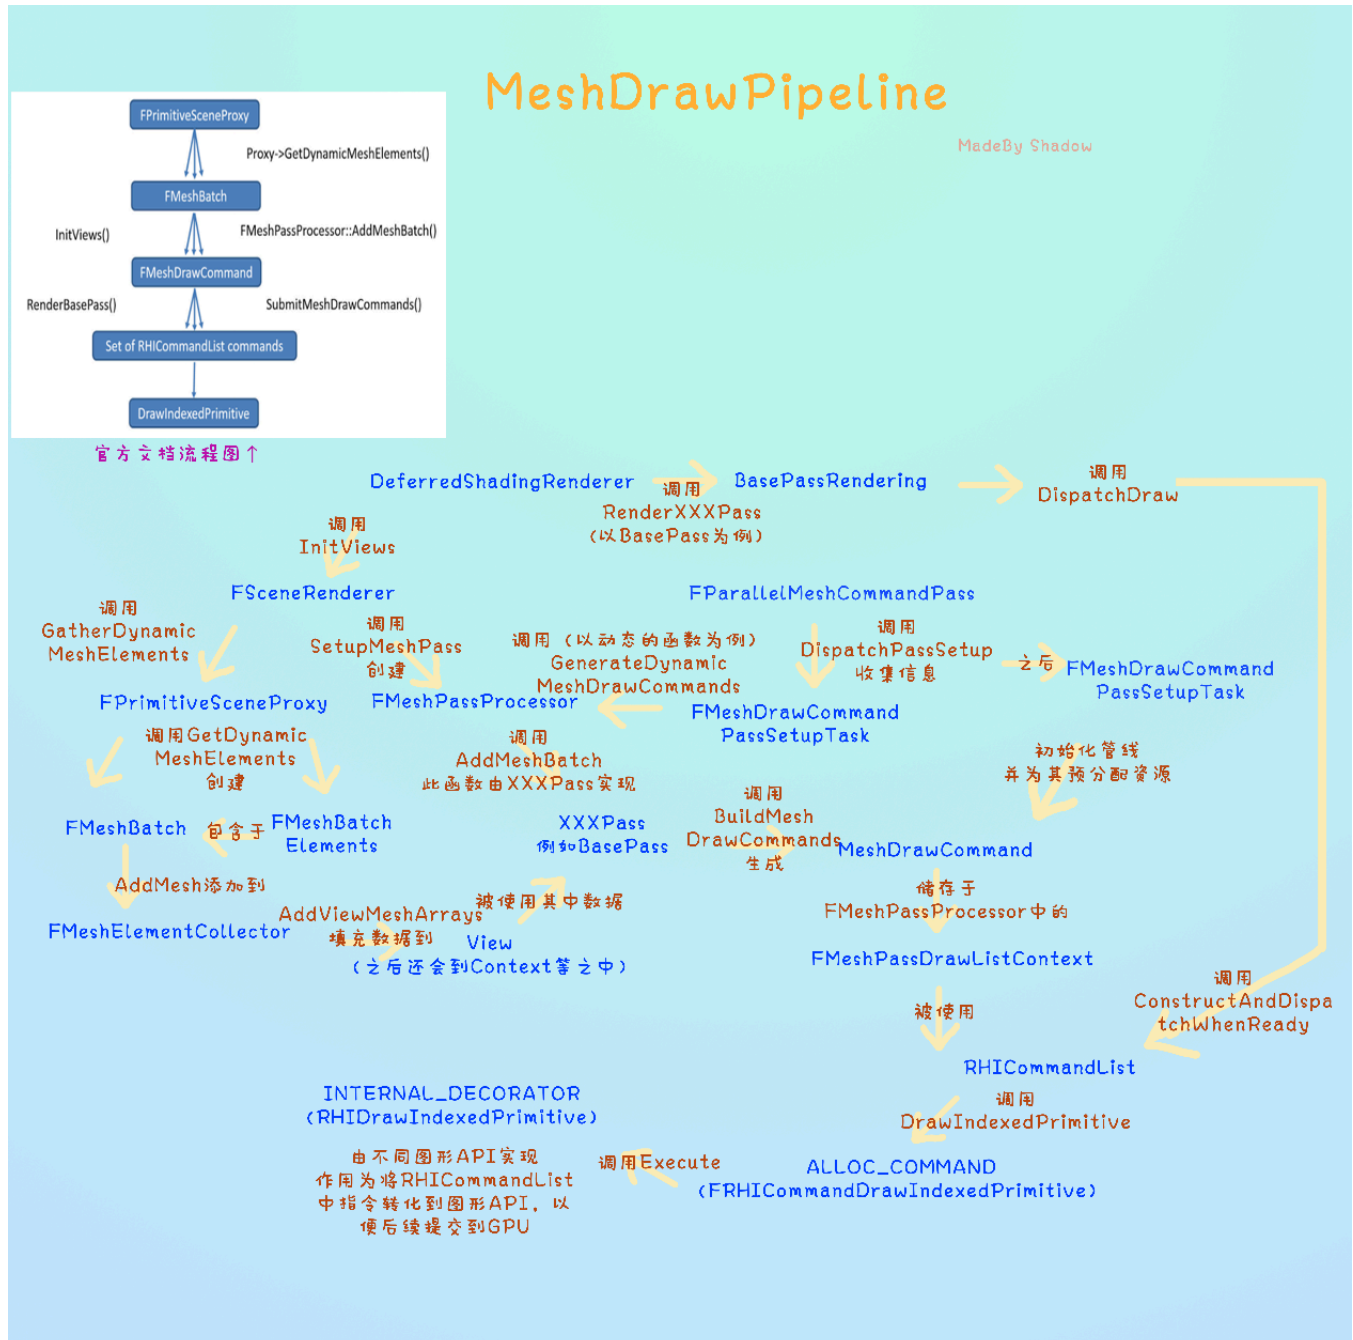 MeshDrawPipeline
MadeBy Shadow
FPrimitiveSceneProxy
Proxy->GetDynamicMeshElements()
FMeshBatch
InitViews()
FMeshPassProcessor::AddMeshBatch()
FMeshDrawCommand
RenderBasePass()
SubmitMeshDrawCommands()
Set of RHICommandList commands
DrawIndexedPrimitive
官方文档流程图↑
DeferredShadingRenderer
调用
RenderXXXPass
(以BasePass为例)
BasePassRendering
调用
DispatchDraw
调用
InitViews
FSceneRenderer
FParallelMeshCommandPass
调用
GatherDynamic
MeshElements
调用
SetupMeshPass
创建
调用 (以动态的函数为例)
GenerateDynamic
MeshDrawCommands
调用
DispatchPassSetup
收集信息
之后
FMeshDrawCommand
PassSetupTask
FPrimitiveSceneProxy
FMeshPassProcessor
FMeshDrawCommand
PassSetupTask
调用GetDynamic
MeshElements
创建
调用
AddMeshBatch
此函数由XXXPass实现
初始化管线
并为其预分配资源
FMeshBatch
包含于
FMeshBatch
Elements
XXXPass
例如BasePass
调用
BuildMesh
DrawCommands
生成
MeshDrawCommand
AddMesh添加到
储存于
FMeshPassProcessor中的
FMeshElementCollector
AddViewMeshArrays
填充数据到
被使用其中数据
View
(之后还会到Context等之中)
FMeshPassDrawListContext
被使用
调用
ConstructAndDispa
tchWhenReady
RHICommandList
调用
DrawIndexedPrimitive
INTERNAL_DECORATOR
(RHIDrawIndexedPrimitive)
由不同图形API实现
作用为将RHICommandList
中指令转化到图形API，以
便后续提交到GPU
调用Execute
ALLOC_COMMAND
(FRHICommandDrawIndexedPrimitive)